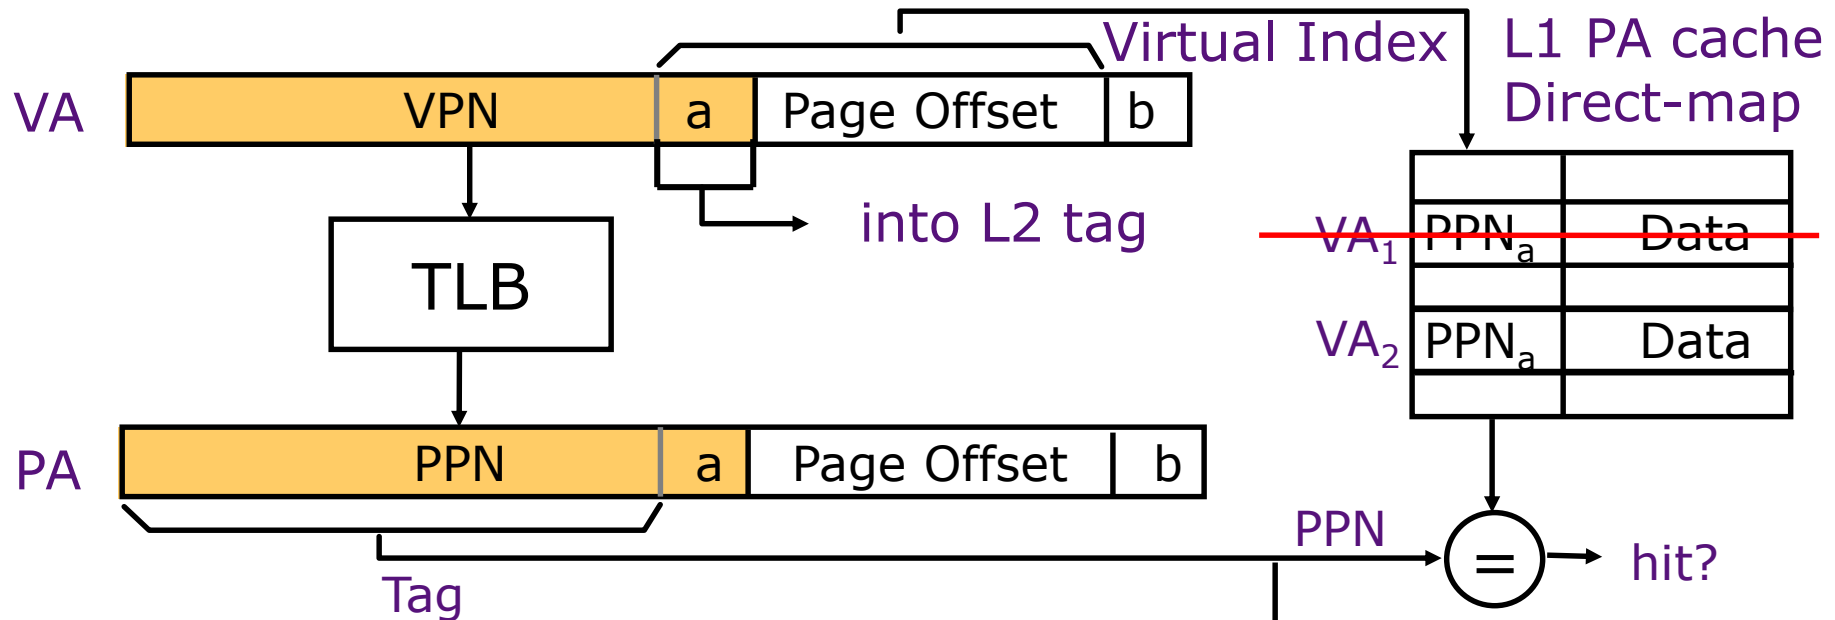 Virtual Index
L1 PA cache
Direct-map
VA
VPN
a
Page Offset
b
into L2 tag
TLB
VA1
PPNa
Data
VA2
PPNa
Data
PA
PPN
a
Page Offset
b
PPN
=
hit?
Tag